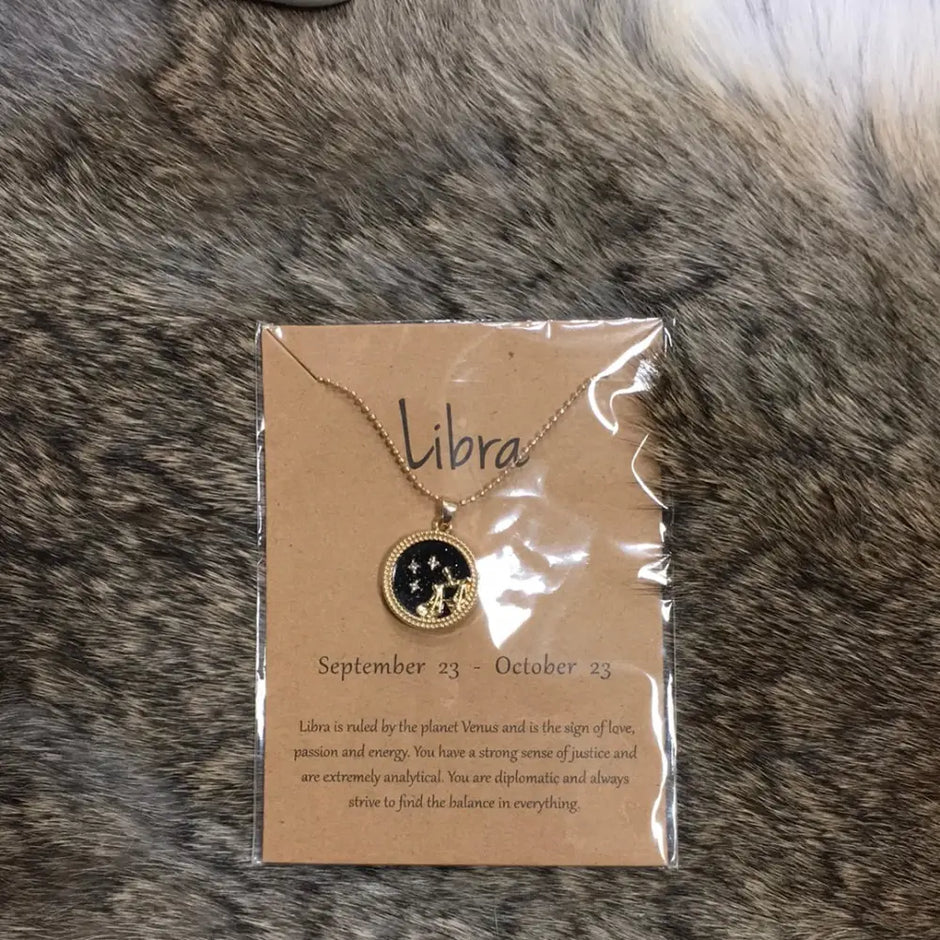 Libra
September 23 - October 23
Libra is ruled by the planet Venus and is the sign of love,
passion and energy. You have a strong sense of justice and
are extremely analytical. You are diplomatic and always
strive to find the balance in everything.